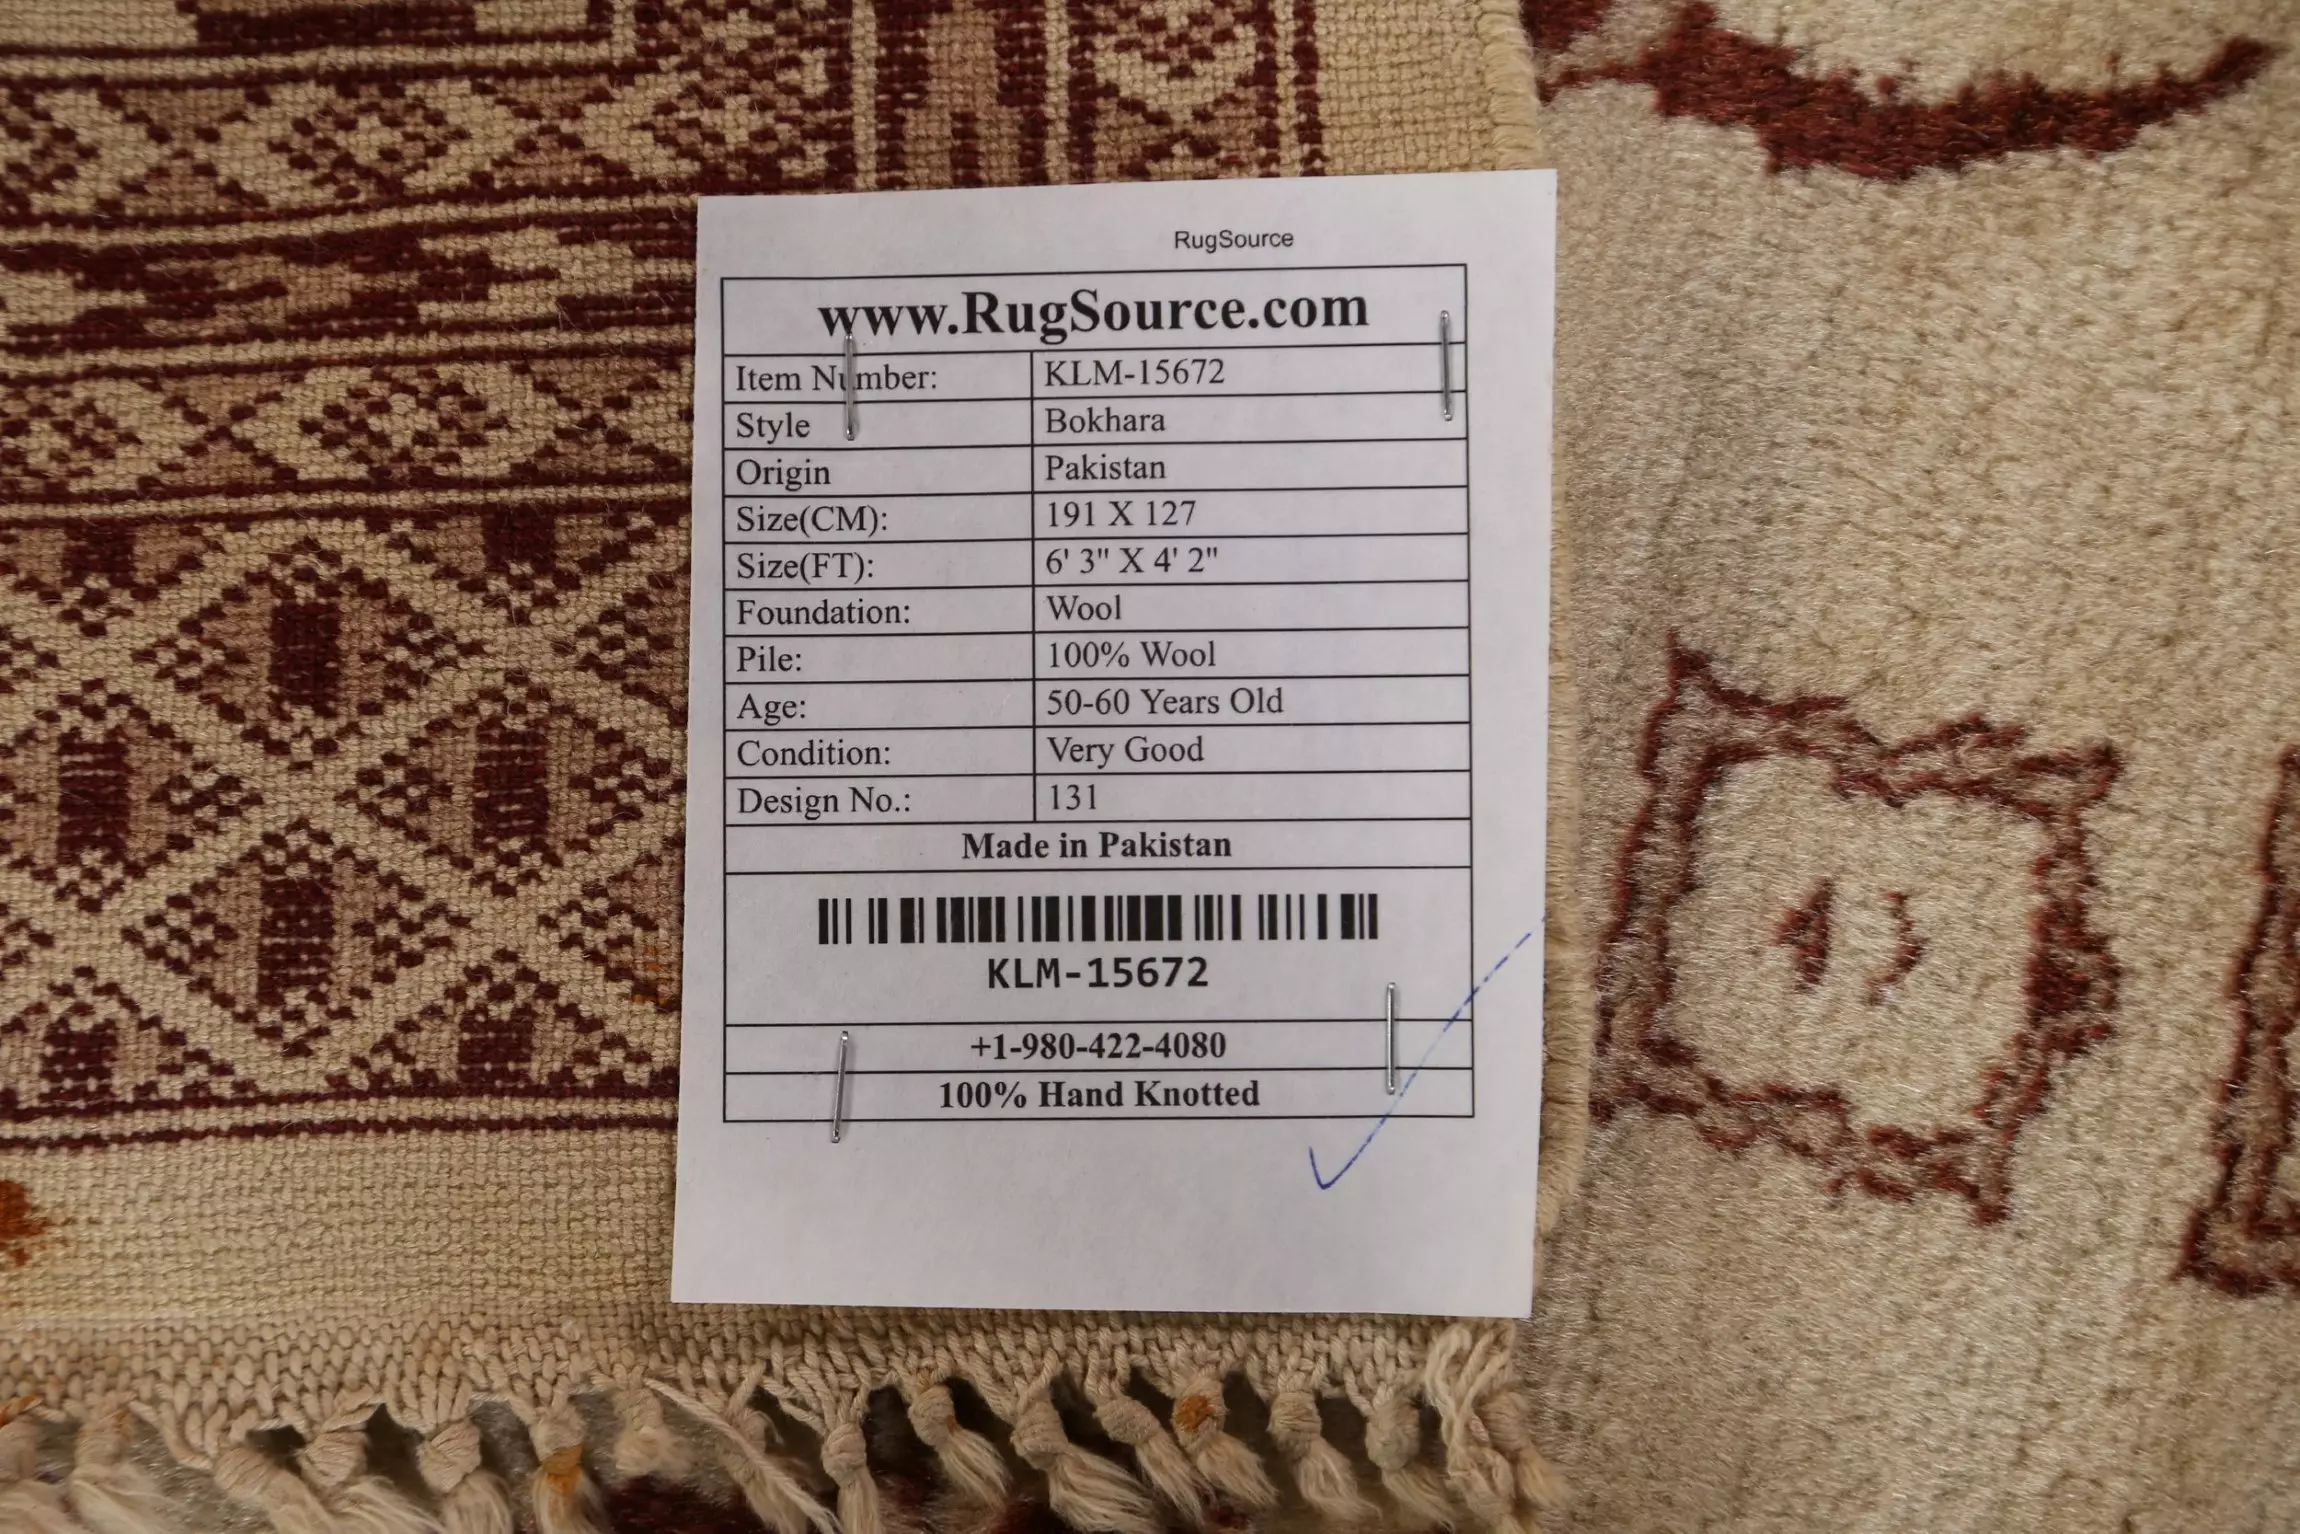 RugSource
www.RugSource.com
Item Number: KLM-15672
Style Bokhara
Origin Pakistan
Size(CM): 191 X 127
Size(FT): 6' 3" X 4' 2"
Foundation: Wool
Pile: 100% Wool
Age: 50-60 Years Old
Condition: Very Good
Design No.: 131
Made in Pakistan
KLM-15672
+1-980-422-4080
100% Hand Knotted